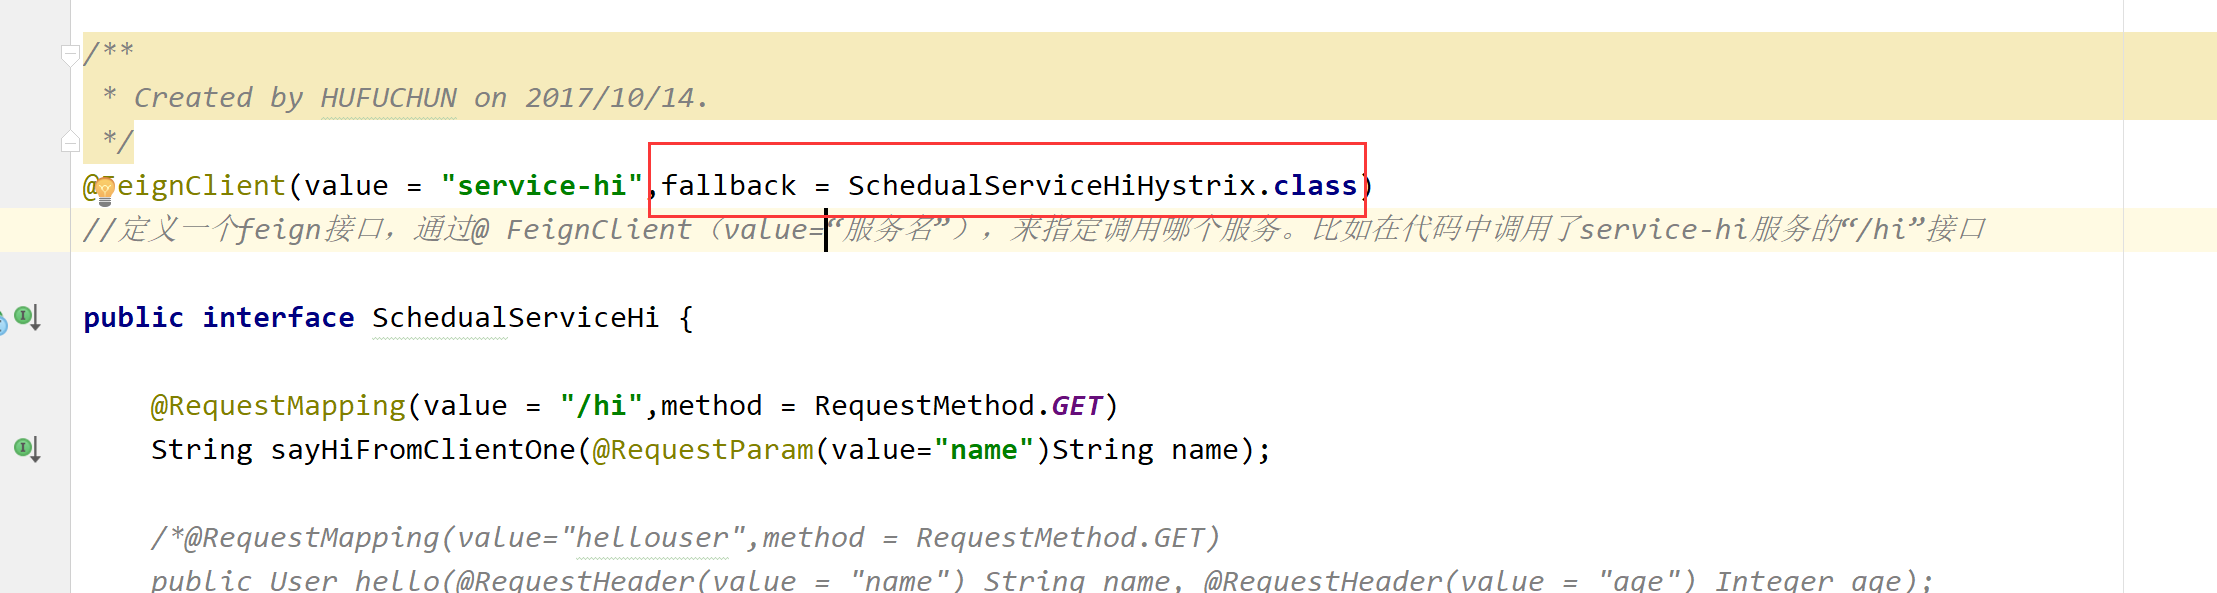 /**
 * Created by HUFUCHUN on 2017/10/14.
 */
@FeignClient(value = "service-hi",fallback = SchedualServiceHiHystrix.class)
//定义一个feign接口，通过@ FeignClient（value=“服务名”），来指定调用哪个服务。比如在代码中调用了service-hi服务的“/hi”接口
public interface SchedualServiceHi {
@RequestMapping(value = "/hi",method = RequestMethod.GET)
String sayHiFromClientOne(@RequestParam(value="name")String name);
/*@RequestMapping(value="hellouser",method = RequestMethod.GET)
public User hello(@RequestHeader(value = "name") String name, @RequestHeader(value = "age") Integer age);